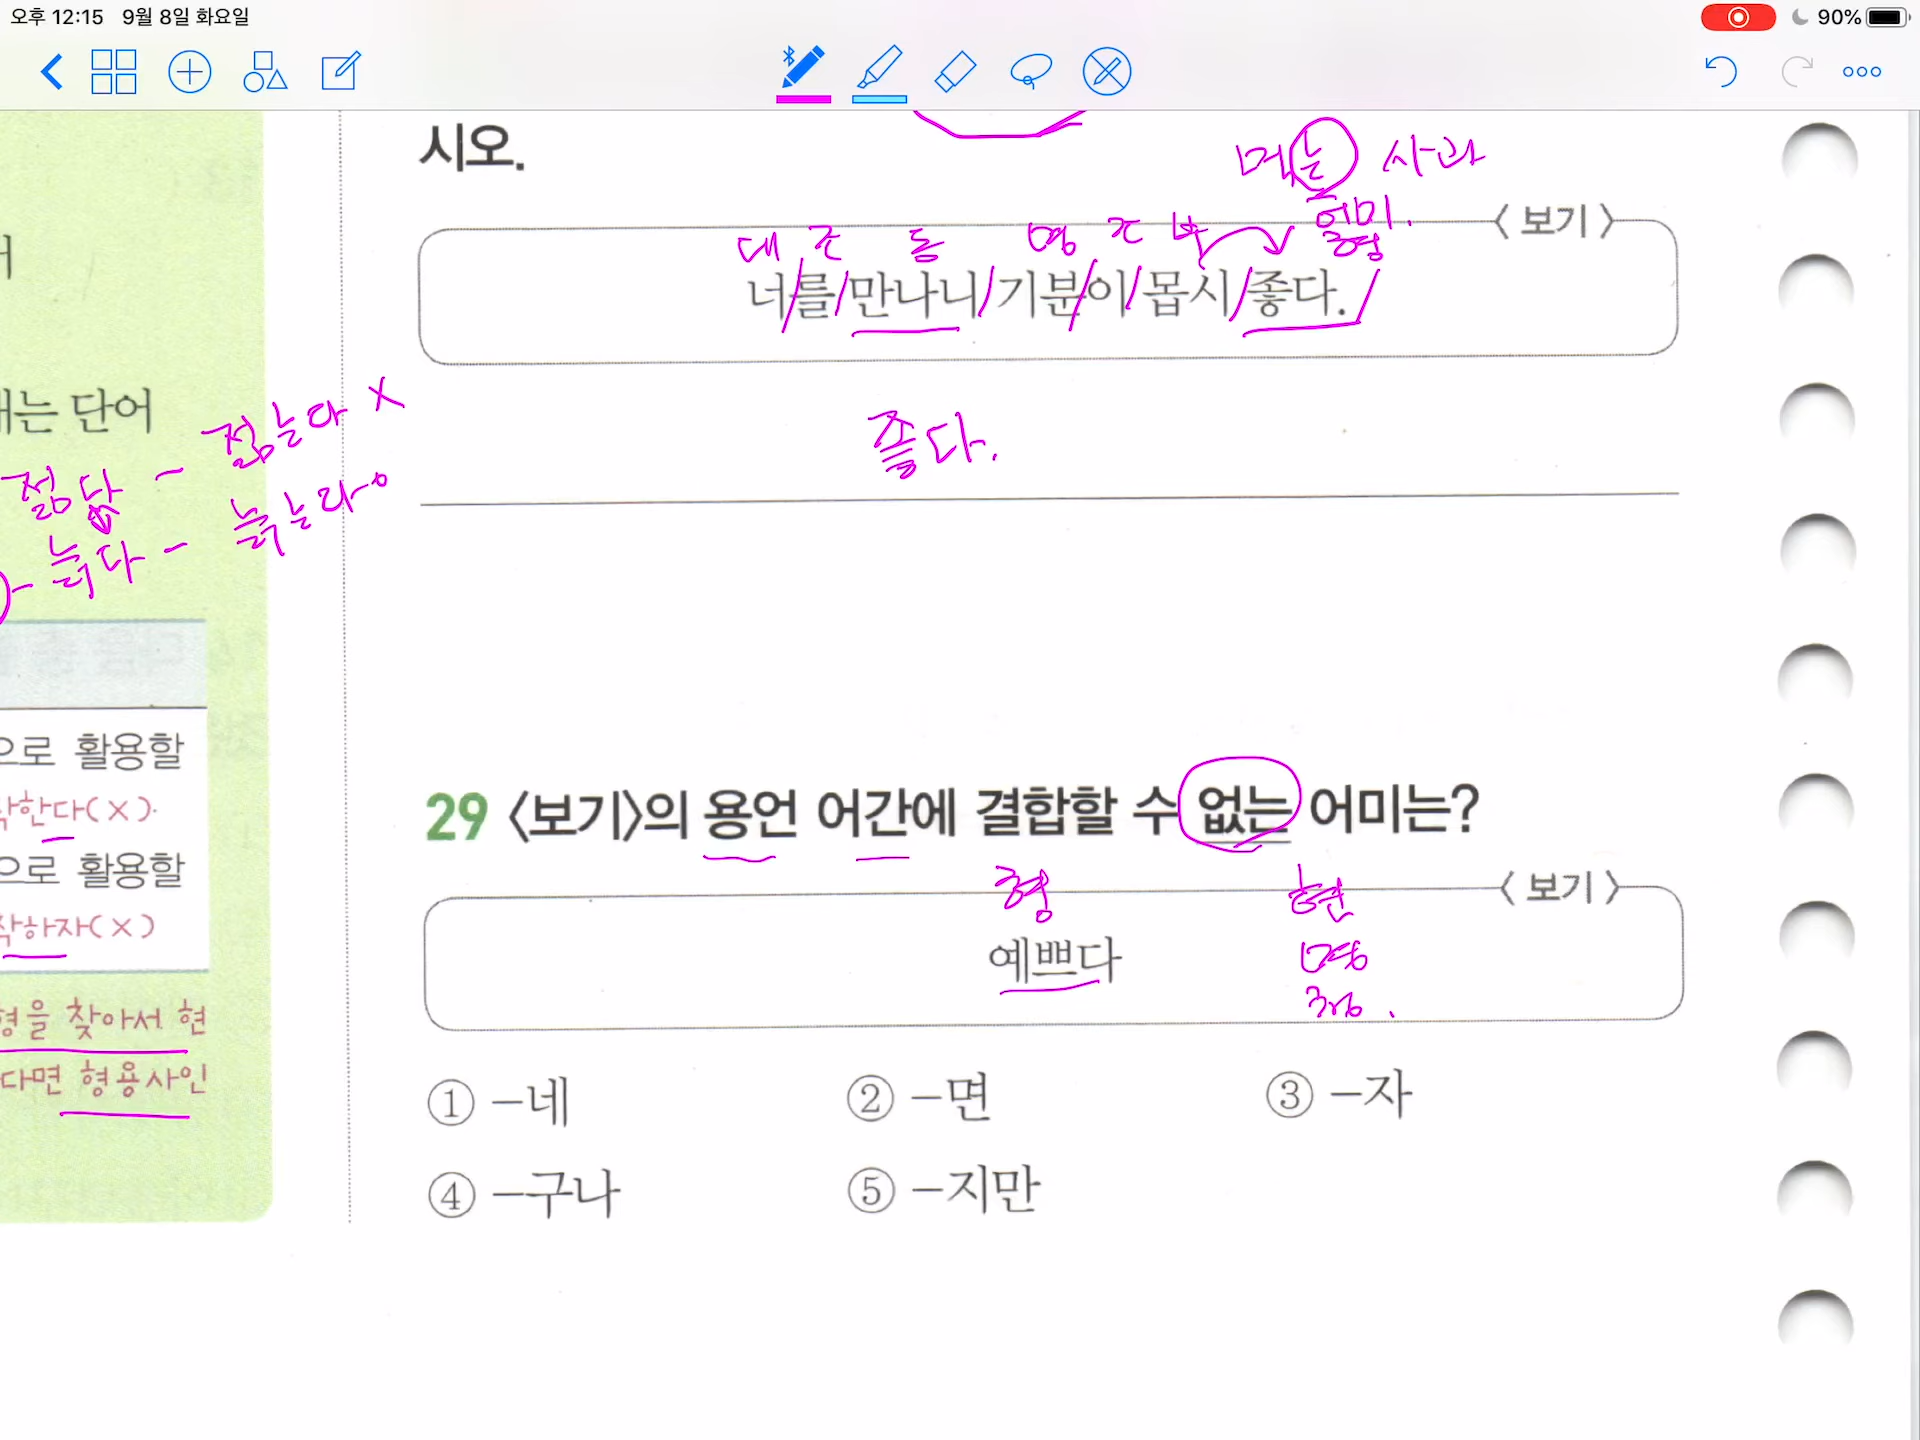 오후 12:15 9월 8일 화요일
90%
시오.
먹는 사과
어미.
〈 보기 〉
대 조 동 명 조 부 형
너를/만나니/기분이/몹시/좋다.
좋다.
는 단어
젊는다 X
젊다 -
늙는다
늙다 -
으로 활용할
착한다(X)
으로 활용할
착하자(X)
형을 찾아서 현
다면 형용사인
29 〈보기〉의 용언 어간에 결합할 수 없는 어미는?
〈 보기 〉
형
현
예쁘다
명
청.
① -네
② -면
③ -자
④ -구나
⑤ -지만